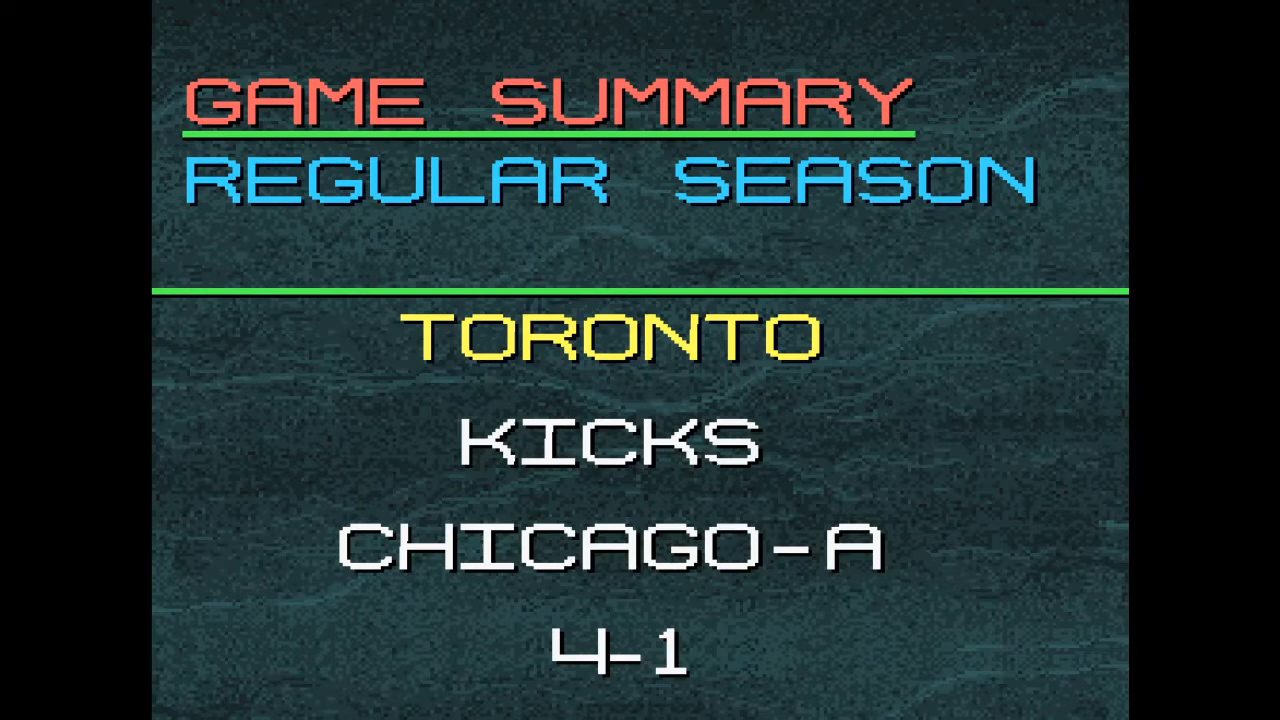 GAME SUMMARY
REGULAR SEASON
TORONTO
KICKS
CHICAGO-A
4-1